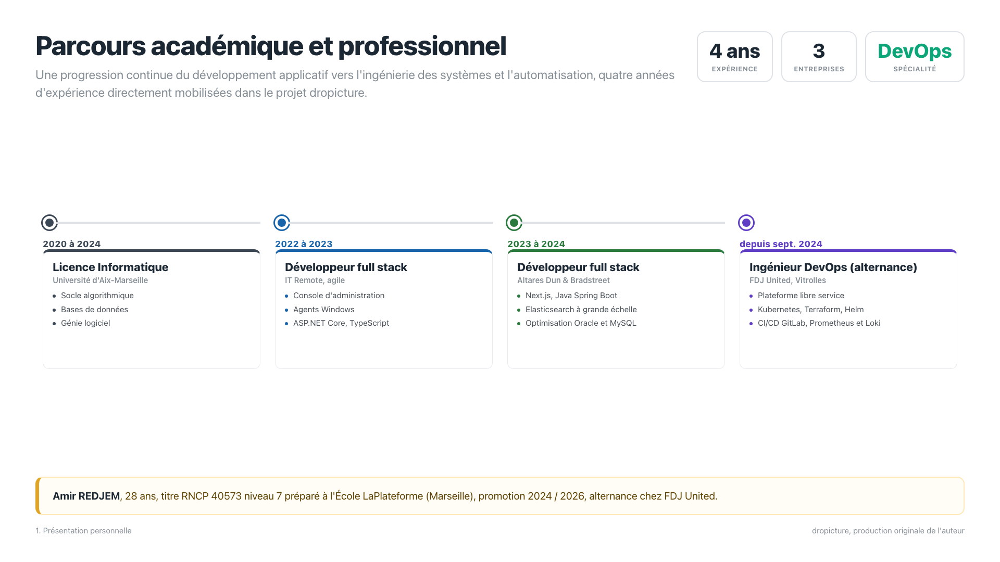 Parcours académique et professionnel
Une progression continue du développement applicatif vers l'ingénierie des systèmes et l'automatisation, quatre années
d'expérience directement mobilisées dans le projet dropicture.
4 ans
EXPÉRIENCE
3
ENTREPRISES
DevOps
SPÉCIALITÉ
2020 à 2024
Licence Informatique
Université d'Aix-Marseille
Socle algorithmique
Bases de données
Génie logiciel
2022 à 2023
Développeur full stack
IT Remote, agile
Console d'administration
Agents Windows
ASP.NET Core, TypeScript
2023 à 2024
Développeur full stack
Altares Dun & Bradstreet
Next.js, Java Spring Boot
Elasticsearch à grande échelle
Optimisation Oracle et MySQL
depuis sept. 2024
Ingénieur DevOps (alternance)
FDJ United, Vitrolles
Plateforme libre service
Kubernetes, Terraform, Helm
CI/CD GitLab, Prometheus et Loki
Amir REDJEM, 28 ans, titre RNCP 40573 niveau 7 préparé à l'École LaPlateforme (Marseille), promotion 2024 / 2026, alternance chez FDJ United.
1. Présentation personnelle
dropicture, production originale de l'auteur